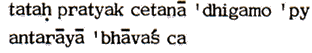 tataḥ pratyak cetanā 'dhigamo 'py
antarāyā 'bhāvaś ca